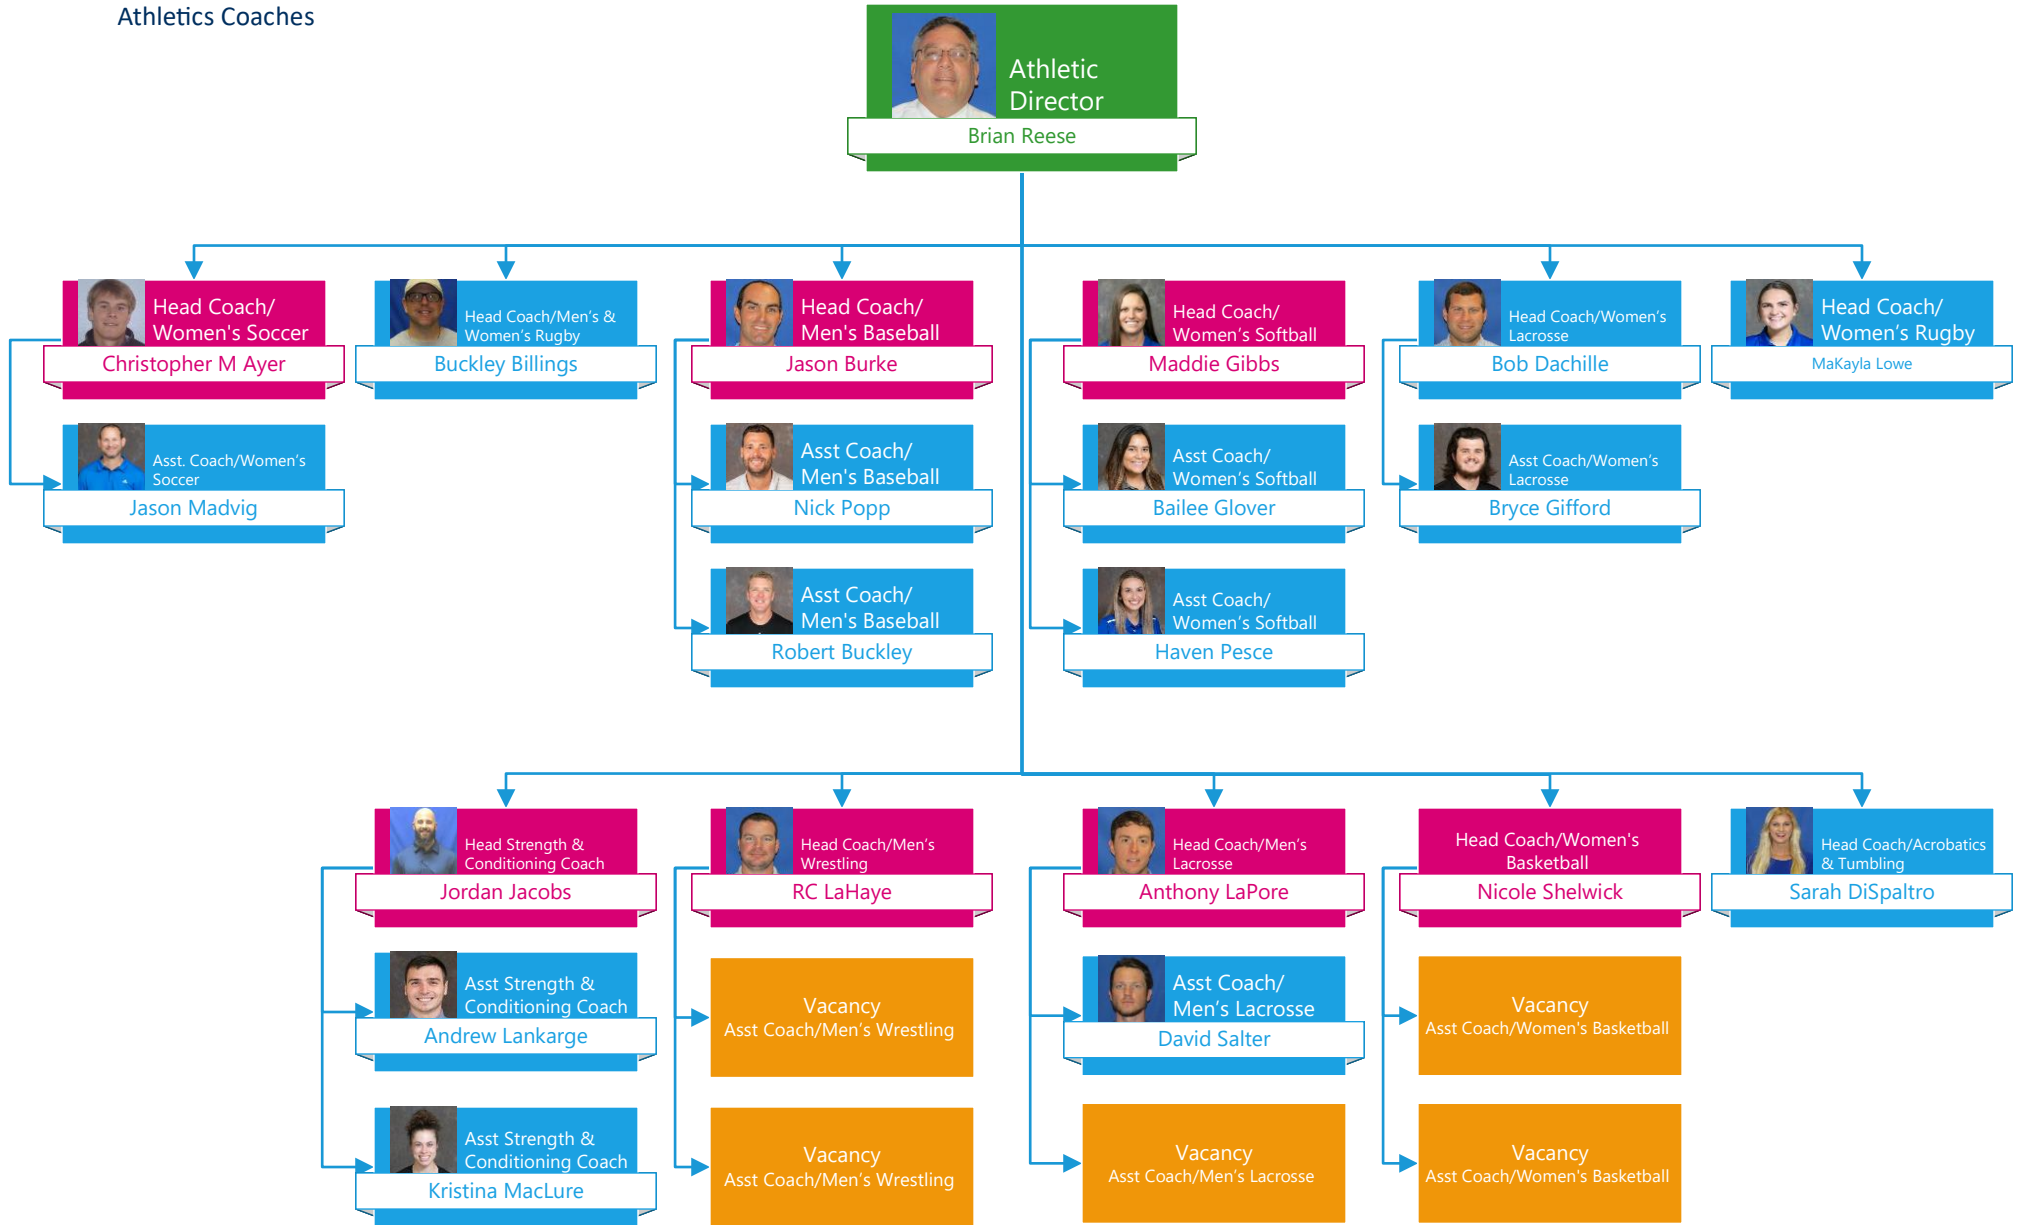 Athletics Coaches
Athletic
Director
Brian Reese
Head Coach/
Women's Soccer
Christopher M Ayer
Head Coach/Men's &
Women's Rugby
Buckley Billings
Head Coach/
Men's Baseball
Jason Burke
Head Coach/
Women's Softball
Maddie Gibbs
Head Coach/Women's
Lacrosse
Bob Dachille
Head Coach/
Women's Rugby
MaKayla Lowe
Asst. Coach/Women's
Soccer
Jason Madvig
Asst Coach/
Men's Baseball
Nick Popp
Asst Coach/
Women's Softball
Bailee Glover
Asst Coach/Women's
Lacrosse
Bryce Gifford
Asst Coach/
Men's Baseball
Robert Buckley
Asst Coach/
Women's Softball
Haven Pesce
Head Strength &
Conditioning Coach
Jordan Jacobs
Head Coach/Men's
Wrestling
RC LaHaye
Head Coach/Men's
Lacrosse
Anthony LaPore
Head Coach/Women's
Basketball
Nicole Shelwick
Head Coach/Acrobatics
& Tumbling
Sarah DiSpaltro
Asst Strength &
Conditioning Coach
Andrew Lankarge
Vacancy
Asst Coach/Men's Wrestling
Asst Coach/
Men's Lacrosse
David Salter
Vacancy
Asst Coach/Women's Basketball
Asst Strength &
Conditioning Coach
Kristina MacLure
Vacancy
Asst Coach/Men's Wrestling
Vacancy
Asst Coach/Men's Lacrosse
Vacancy
Asst Coach/Women's Basketball